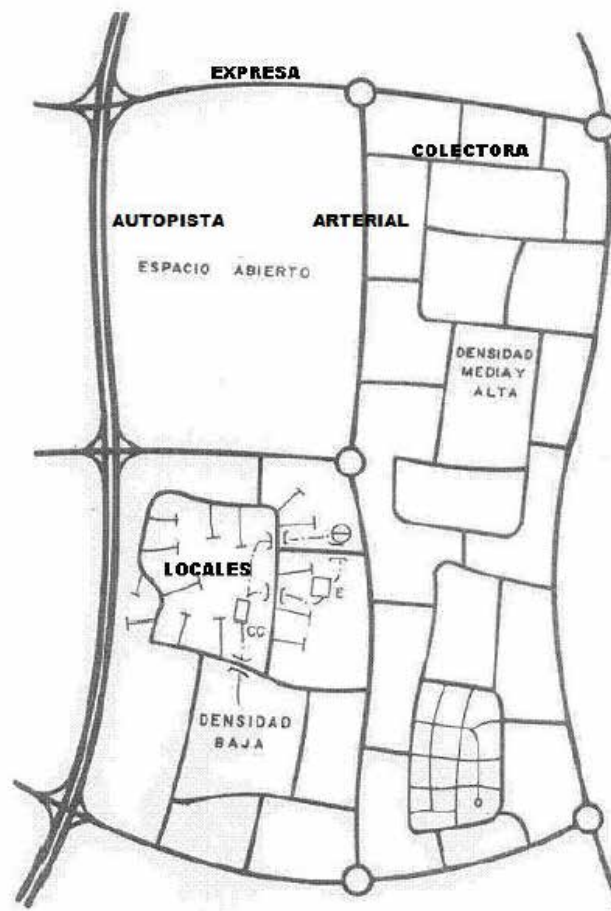 EXPRESA
COLECTORA
AUTOPISTA
ARTERIAL
ESPACIO ABIERTO
DENSIDAD
MEDIA Y
ALTA
LOCALES
E
CC
DENSIDAD
BAJA